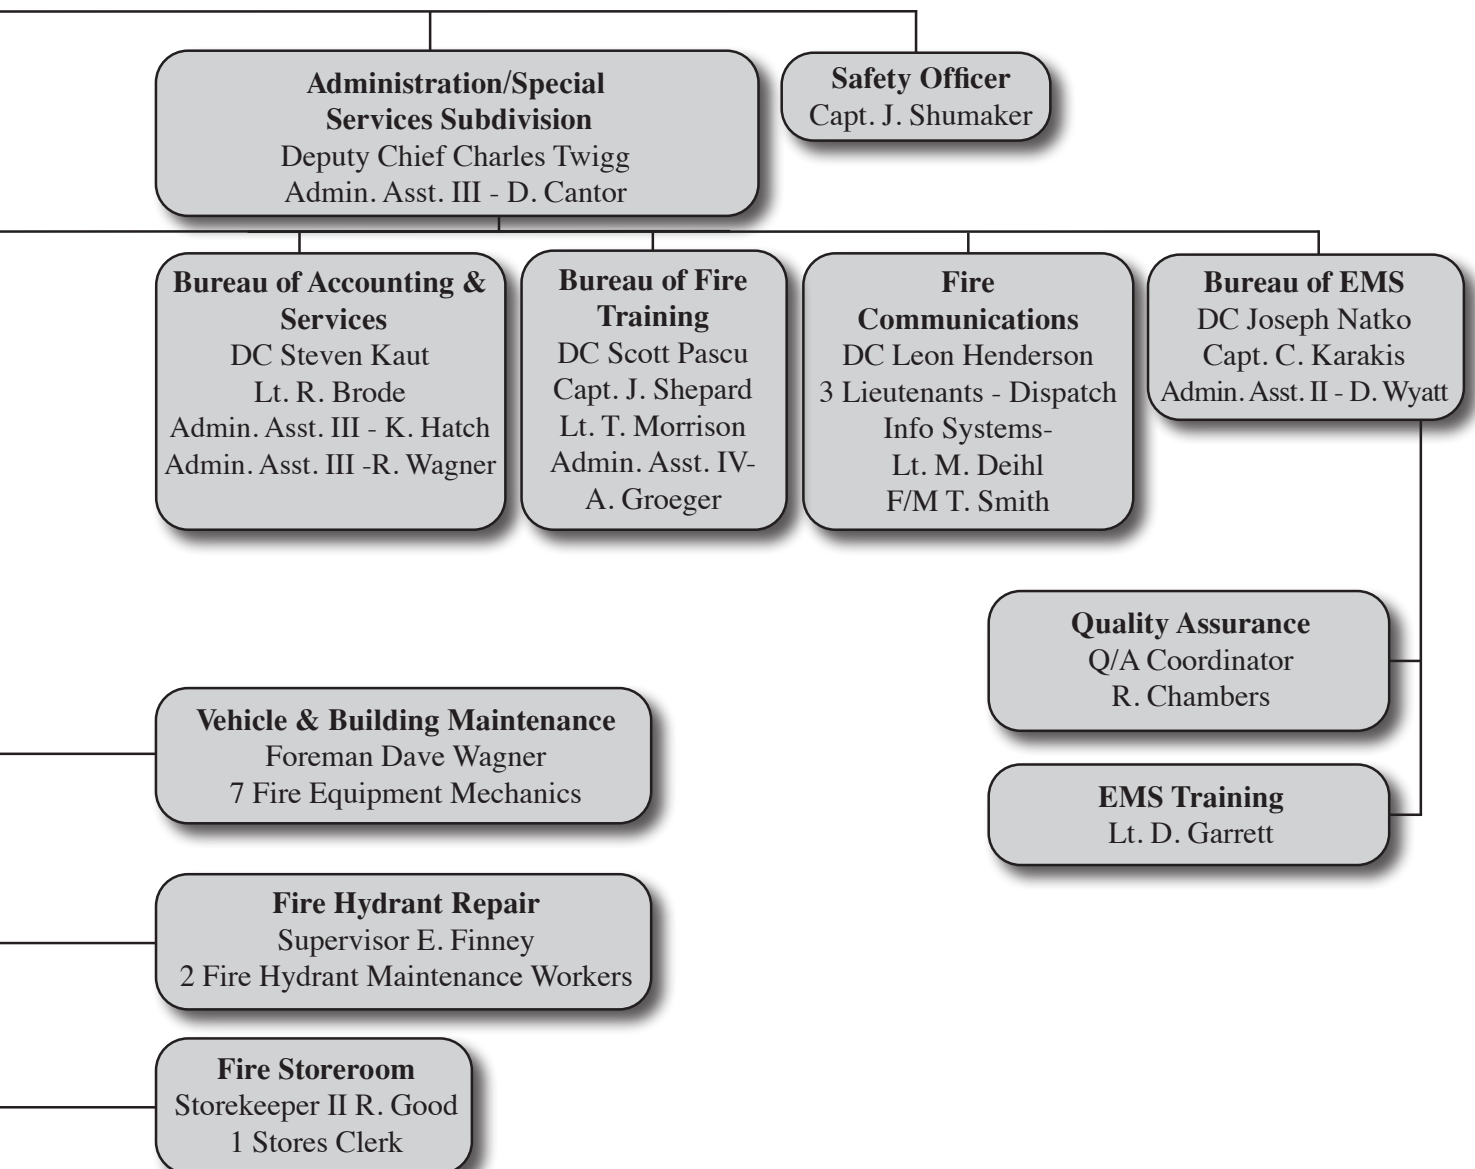 Administration/Special
Services Subdivision
Deputy Chief Charles Twigg
Admin. Asst. III - D. Cantor
Safety Officer
Capt. J. Shumaker
Bureau of Accounting &
Services
DC Steven Kaut
Lt. R. Brode
Admin. Asst. III - K. Hatch
Admin. Asst. III -R. Wagner
Bureau of Fire
Training
DC Scott Pascu
Capt. J. Shepard
Lt. T. Morrison
Admin. Asst. IV-
A. Groeger
Fire
Communications
DC Leon Henderson
3 Lieutenants - Dispatch
Info Systems-
Lt. M. Deihl
F/M T. Smith
Bureau of EMS
DC Joseph Natko
Capt. C. Karakis
Admin. Asst. II - D. Wyatt
Quality Assurance
Q/A Coordinator
R. Chambers
EMS Training
Lt. D. Garrett
Vehicle & Building Maintenance
Foreman Dave Wagner
7 Fire Equipment Mechanics
Fire Hydrant Repair
Supervisor E. Finney
2 Fire Hydrant Maintenance Workers
Fire Storeroom
Storekeeper II R. Good
1 Stores Clerk